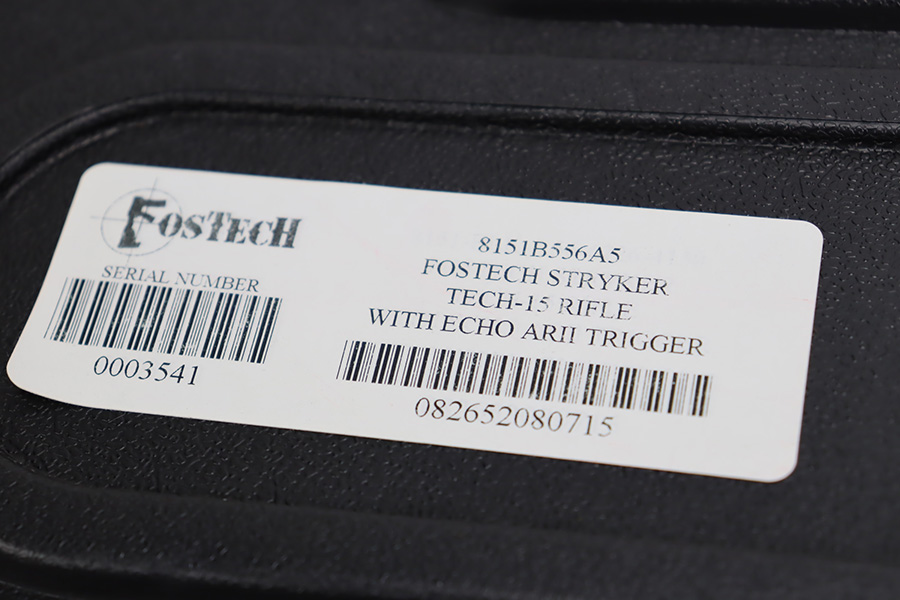 FOSTECH
SERIAL NUMBER
0003541
8151B556A5
FOSTECH STRYKER
TECH-15 RIFLE
WITH ECHO ARII TRIGGER
082652080715